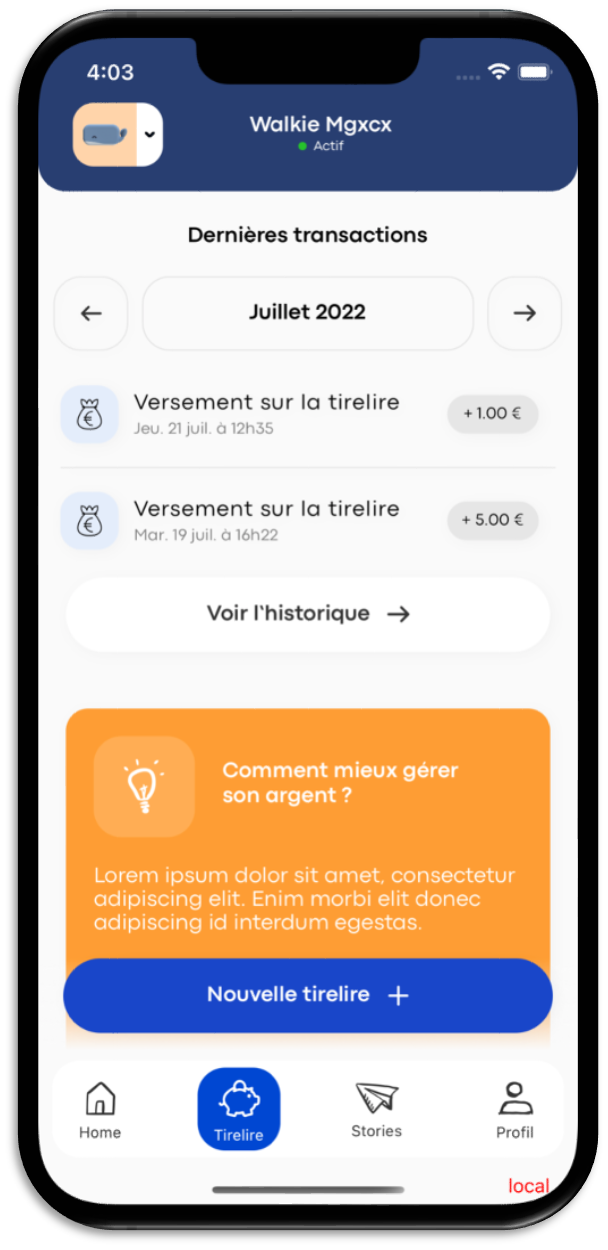 4:03
Walkie Mgxcx
Actif
Dernières transactions
Juillet 2022
Versement sur la tirelire
Jeu. 21 juil. à 12h35
+ 1.00 €
Versement sur la tirelire
Mar. 19 juil. à 16h22
+ 5.00 €
Voir l'historique
Comment mieux gérer
son argent ?
Lorem ipsum dolor sit amet, consectetur
adipiscing elit. Enim morbi elit donec
adipiscing id interdum egestas.
Nouvelle tirelire +
Home
Tirelire
Stories
Profil
local